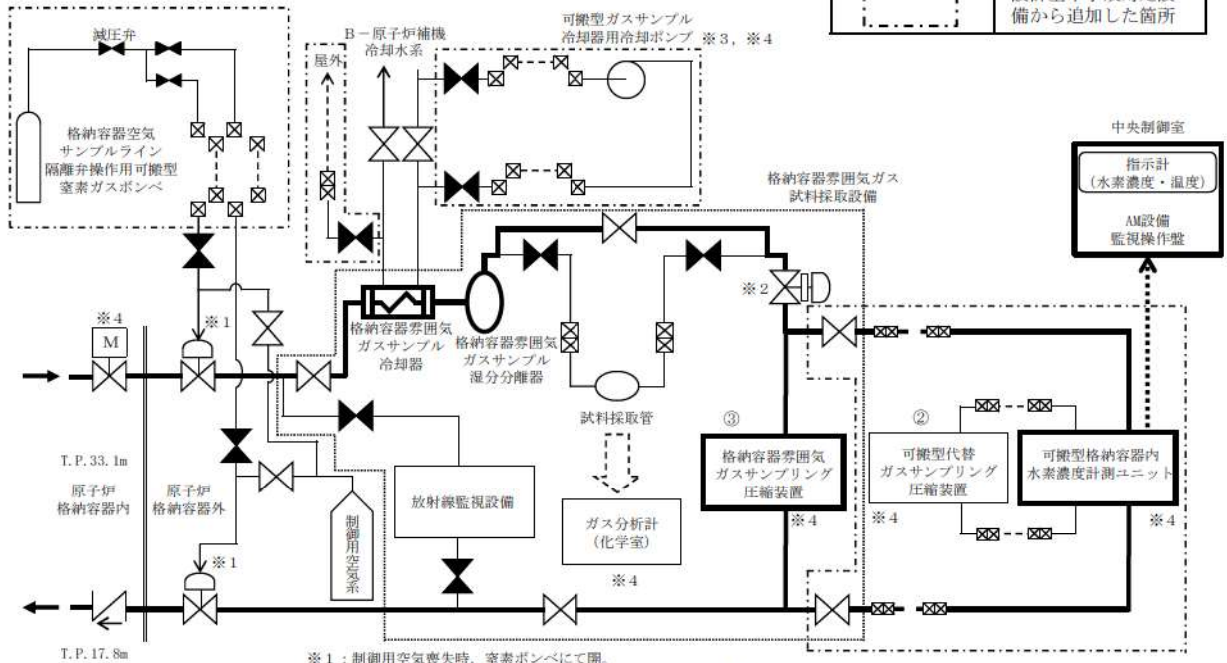 備から追加した箇所
減圧弁
格納容器空気
サンプルライン
隔離弁操作用可搬型
窒素ガスボンベ
屋外
B-原子炉補機
冷却水系
可搬型ガスサンプル
冷却器用冷却ポンプ ※3,※4
格納容器雰囲気ガス
試料採取設備
中央制御室
指示計
(水素濃度・温度)
AM設備
監視操作盤
※4
M
※1
格納容器雰囲気
ガスサンプル
冷却器
格納容器雰囲気
ガスサンプル
湿分分離器
※2
試料採取管
③
格納容器雰囲気
ガスサンプリング
圧縮装置
※4
②
可搬型代替
ガスサンプリング
圧縮装置
※4
可搬型格納容器内
水素濃度計測ユニット
※4
T.P.33.1m
原子炉
格納容器内
原子炉
格納容器外
放射線監視設備
ガス分析計
(化学室)
※4
制御用空気系
※1
T.P.17.8m
※1:制御用空気喪失時,窒素ボンベにて開。